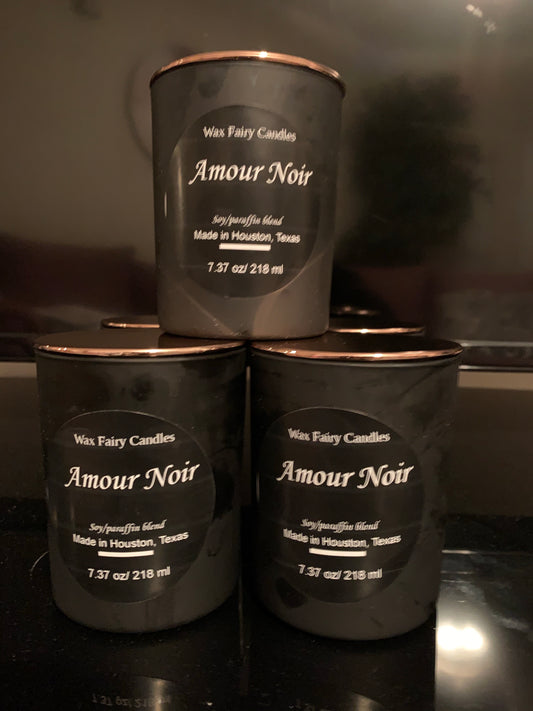 Wax Fairy Candles
Amour Noir
Soy/paraffin blend
Made in Houston, Texas
7.37 oz/ 218 ml
Wax Fairy Candles
Amour Noir
Soy/paraffin blend
Made in Houston, Texas
7.37 oz/ 218 ml
Wax Fairy Candles
Amour Noir
Soy/paraffin blend
Made in Houston, Texas
7.37 oz/ 218 ml